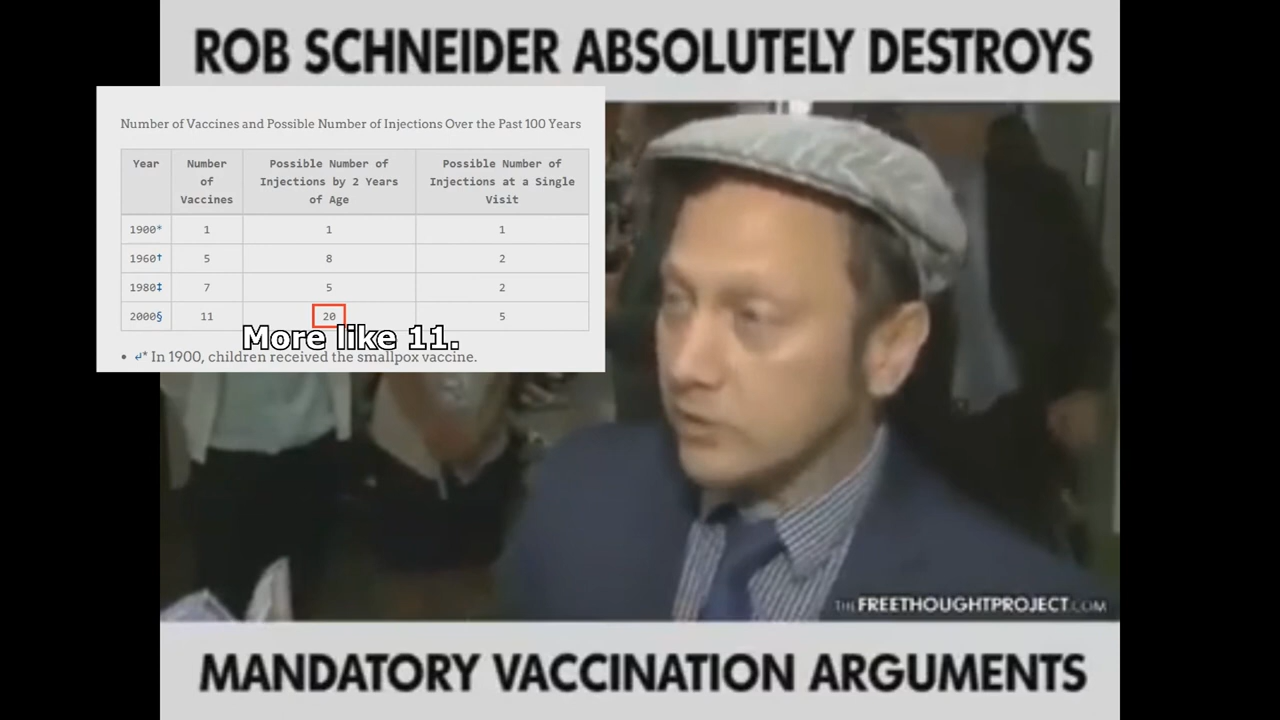 ROB SCHNEIDER ABSOLUTELY DESTROYS
Number of Vaccines and Possible Number of Injections Over the Past 100 Years
Year Number of Vaccines Possible Number of Injections by 2 Years of Age Possible Number of Injections at a Single Visit
1900* 1 1 1
1960† 5 8 2
1980‡ 7 5 2
2000§ 11 20 5
More like 11.
• ↲* In 1900, children received the smallpox vaccine.
THEFREETHOUGHTPROJECT.COM
MANDATORY VACCINATION ARGUMENTS